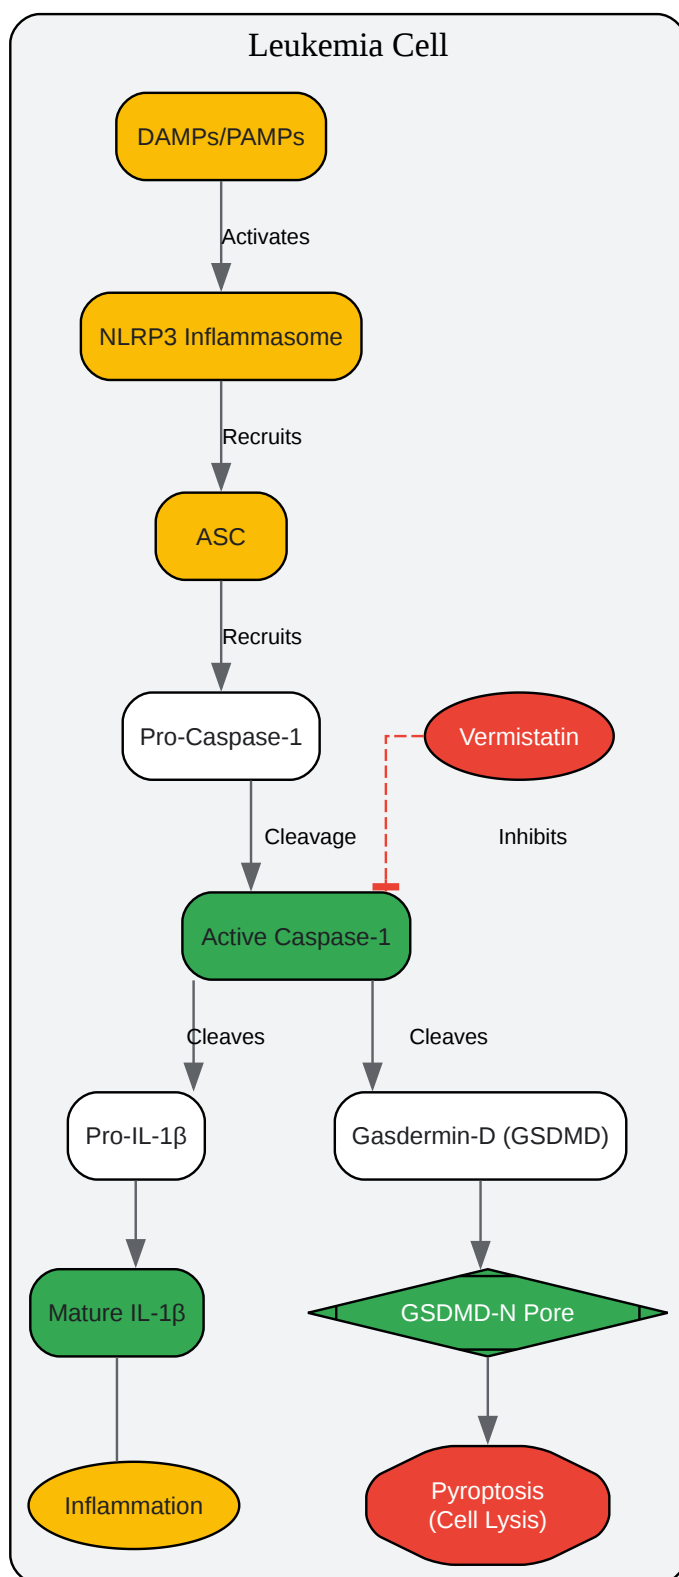 Leukemia Cell
DAMPs/PAMPs
Activates
NLRP3 Inflammasome
Recruits
ASC
Recruits
Pro-Caspase-1
Vermistatin
Cleavage
Inhibits
Active Caspase-1
Cleaves
Cleaves
Pro-IL-1β
Gasdermin-D (GSDMD)
Mature IL-1β
GSDMD-N Pore
Inflammation
Pyroptosis
(Cell Lysis)